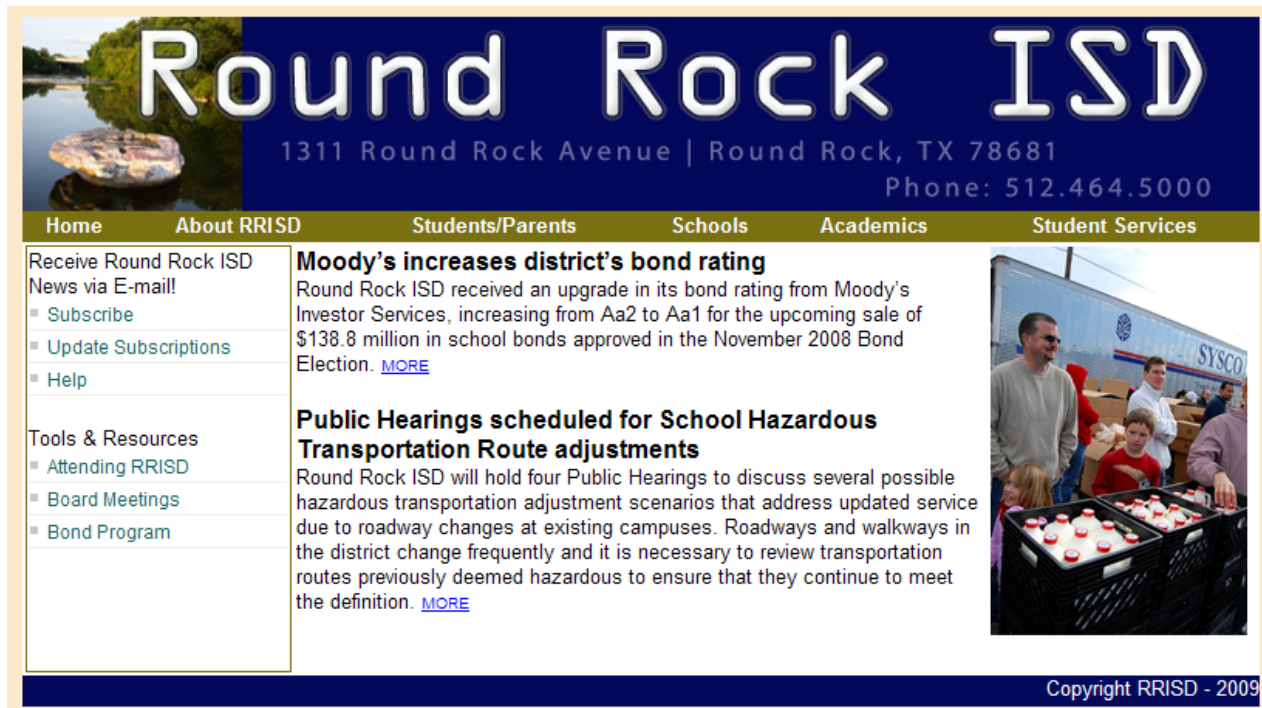 Round Rock ISD
1311 Round Rock Avenue | Round Rock, TX 78681
Phone: 512.464.5000
Home About RRISD Students/Parents Schools Academics Student Services
Receive Round Rock ISD
News via E-mail!
Subscribe
Update Subscriptions
Help
Tools & Resources
Attending RRISD
Board Meetings
Bond Program
Moody's increases district's bond rating
Round Rock ISD received an upgrade in its bond rating from Moody's
Investor Services, increasing from Aa2 to Aa1 for the upcoming sale of
$138.8 million in school bonds approved in the November 2008 Bond
Election. MORE
Public Hearings scheduled for School Hazardous
Transportation Route adjustments
Round Rock ISD will hold four Public Hearings to discuss several possible
hazardous transportation adjustment scenarios that address updated service
due to roadway changes at existing campuses. Roadways and walkways in
the district change frequently and it is necessary to review transportation
routes previously deemed hazardous to ensure that they continue to meet
the definition. MORE
SYSCO
Copyright RRISD - 2009